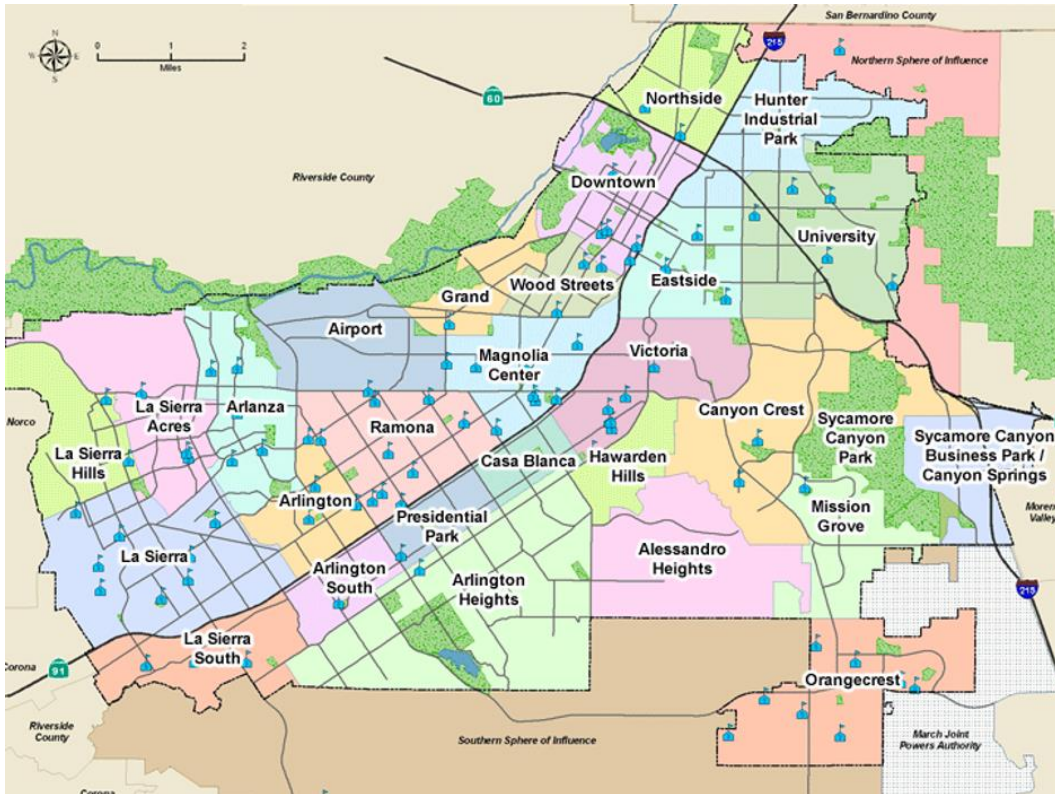 San Bernardino County
N
W
E
S
0
1
2
Miles
215
Northern Sphere of Influence
60
Northside
Hunter
Industrial
Park
Riverside County
Downtown
University
Eastside
Wood Streets
Grand
Airport
Magnolia
Center
Victoria
Norco
La Sierra
Acres
Arlanza
Ramona
Canyon Crest
Sycamore
Canyon
Park
Sycamore Canyon
Business Park /
Canyon Springs
La Sierra
Hills
Casa Blanca
Hawarden
Hills
Arlington
Presidential
Park
Mission
Grove
Moren
Valley
La Sierra
Arlington
South
Arlington
Heights
Alessandro
Heights
215
La Sierra
South
Corona
91
Orangecrest
Riverside
County
Southern Sphere of Influence
March Joint
Powers Authority
Corona